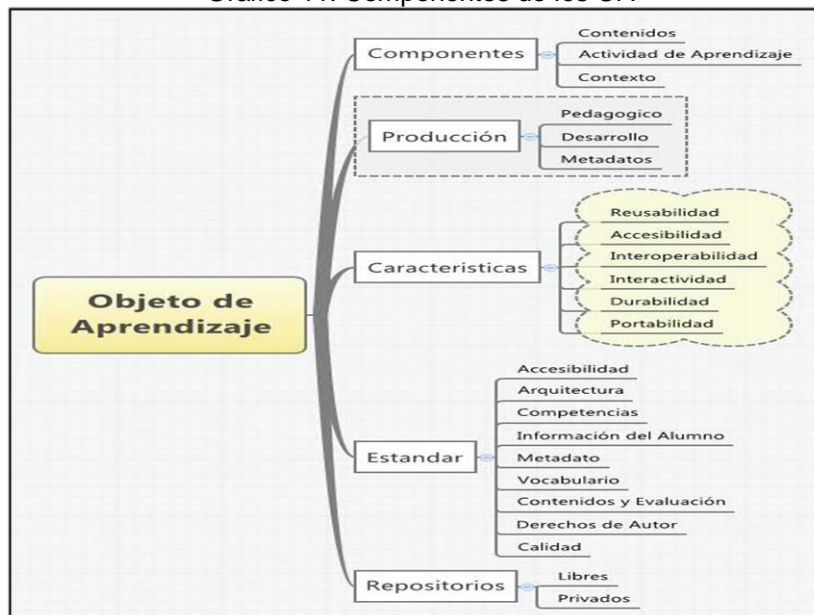 Componentes
Contenidos
Actividad de Aprendizaje
Contexto
Producción
Pedagogico
Desarrollo
Metadatos
Objeto de
Aprendizaje
Caracteristicas
Reusabilidad
Accesibilidad
Interoperabilidad
Interactividad
Durabilidad
Portabilidad
Estandar
Accesibilidad
Arquitectura
Competencias
Información del Alumno
Metadato
Vocabulario
Contenidos y Evaluación
Derechos de Autor
Calidad
Repositorios
Libres
Privados